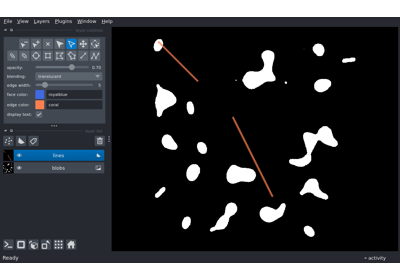 File View Layers Plugins Window Help
opacity: 0.70
blending: translucent
edge width: 5
face color: royalblue
edge color: coral
display text:
lines
blobs
Ready
activity